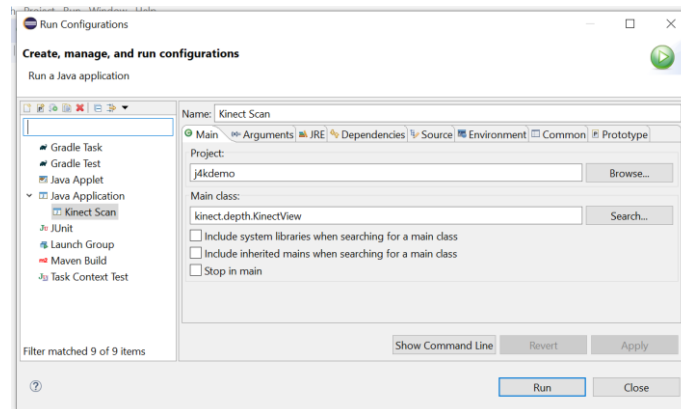 Project Run Window Help
Run Configurations
Create, manage, and run configurations
Run a Java application
Name: Kinect Scan
Main Arguments JRE Dependencies Source Environment Common Prototype
Project:
j4kdemo Browse...
Main class:
kinect.depth.KinectView Search...
Include system libraries when searching for a main class
Include inherited mains when searching for a main class
Stop in main
Gradle Task
Gradle Test
Java Applet
Java Application
Kinect Scan
JUnit
Launch Group
Maven Build
Task Context Test
Filter matched 9 of 9 items
Show Command Line Revert Apply
Run Close